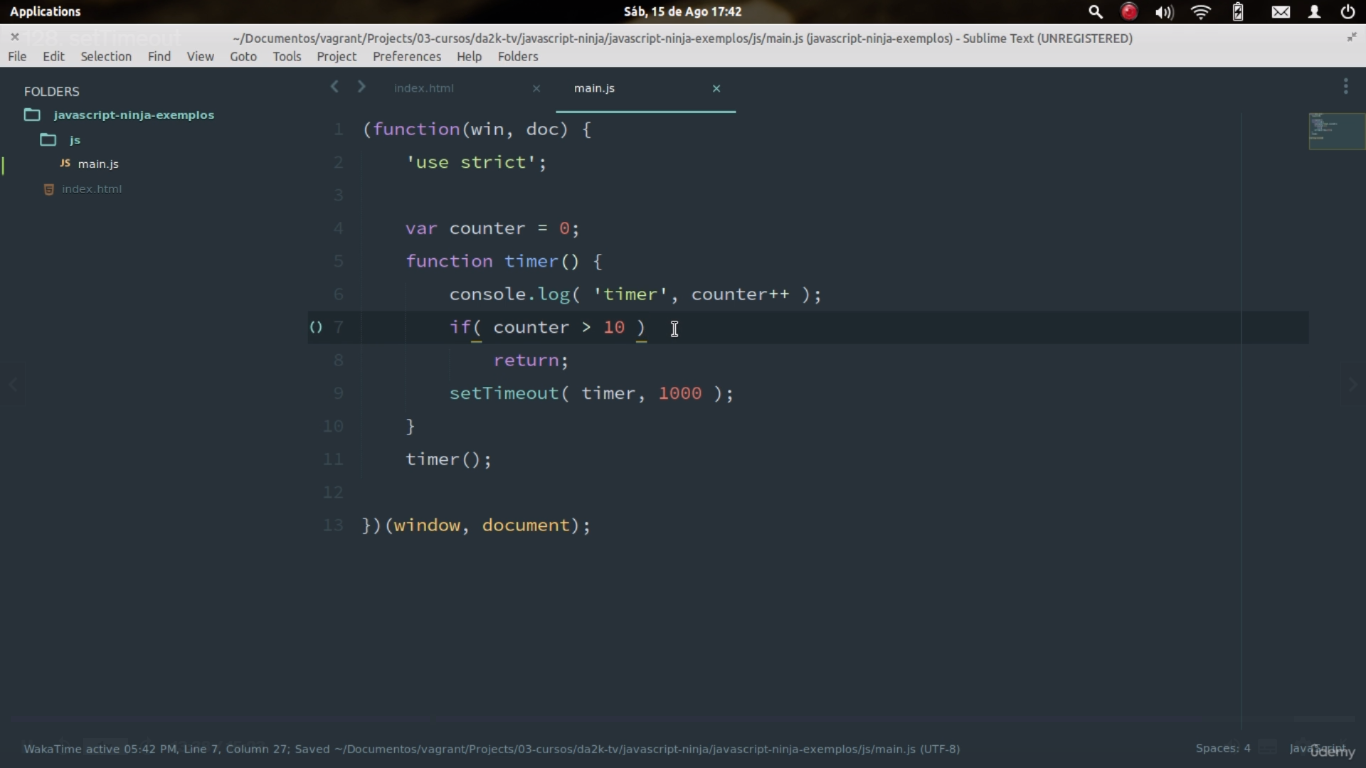 Applications
Sáb, 15 de Ago 17:42
~/Documentos/vagrant/Projects/03-cursos/da2k-tv/javascript-ninja/javascript-ninja-exemplos/js/main.js (javascript-ninja-exemplos) - Sublime Text (UNREGISTERED)
File Edit Selection Find View Goto Tools Project Preferences Help Folders
FOLDERS
javascript-ninja-exemplos
js
JS main.js
index.html
index.html
main.js
1 (function(win, doc) {
2 'use strict';
3
4 var counter = 0;
5 function timer() {
6 console.log( 'timer', counter++ );
7 if( counter > 10 )
8 return;
9 setTimeout( timer, 1000 );
10 }
11 timer();
12
13 })(window, document);
WakaTime active 05:42 PM, Line 7, Column 27; Saved ~/Documentos/vagrant/Projects/03-cursos/da2k-tv/javascript-ninja/javascript-ninja-exemplos/js/main.js (UTF-8)
Spaces: 4
JavaScript
udemy